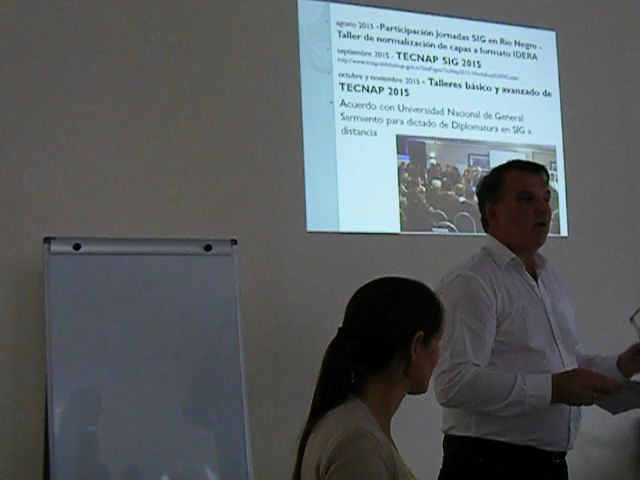 agosto 2015 -Participación Jornadas SIG en Rio Negro -
Taller de normalización de capas a formato IDERA
septiembre 2015 - TECNAP SIG 2015
octubre y noviembre 2015 - Talleres básico y avanzado de
TECNAP 2015
Acuerdo con Universidad Nacional de General
Sarmiento para dictado de Diplomatura en SIG a
distancia